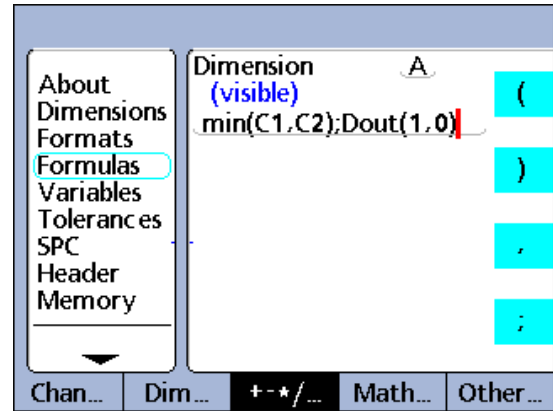 About
Dimensions
Formats
Formulas
Variables
Tolerances
SPC
Header
Memory
Dimension A
(visible)
min(C1,C2);Dout(1,0)
(
)
,
;
Chan... Dim... +-*/... Math... Other...